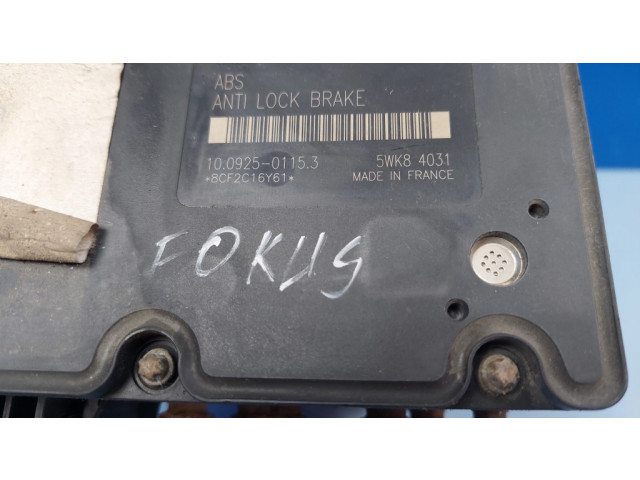 ABS
ANTI LOCK BRAKE
10.0925-0115.3 5WK8 4031
*8CF2C16Y61* MADE IN FRANCE
FOKUS